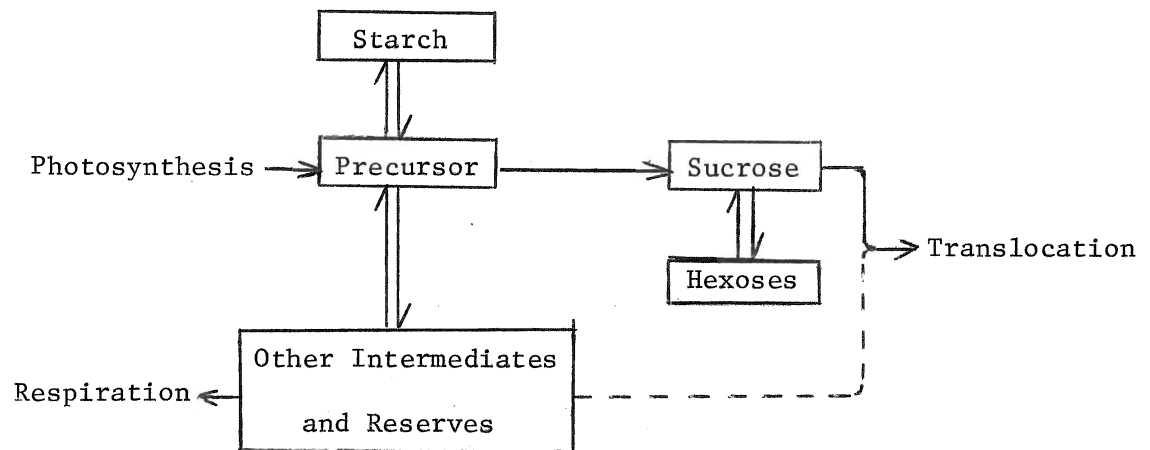 Starch
Photosynthesis
Precursor
Sucrose
Translocation
Hexoses
Other Intermediates
Respiration
and Reserves